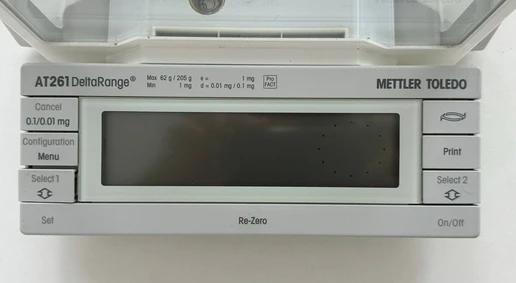 AT261 DeltaRange®
Max 62 g / 205 g e = 1 mg
Min 1 mg d = 0.01 mg / 0.1 mg
Pro
FACT
METTLER TOLEDO
Cancel
0.1/0.01 mg
Configuration
Menu
Print
Select 1
Select 2
Set
Re-Zero
On/Off